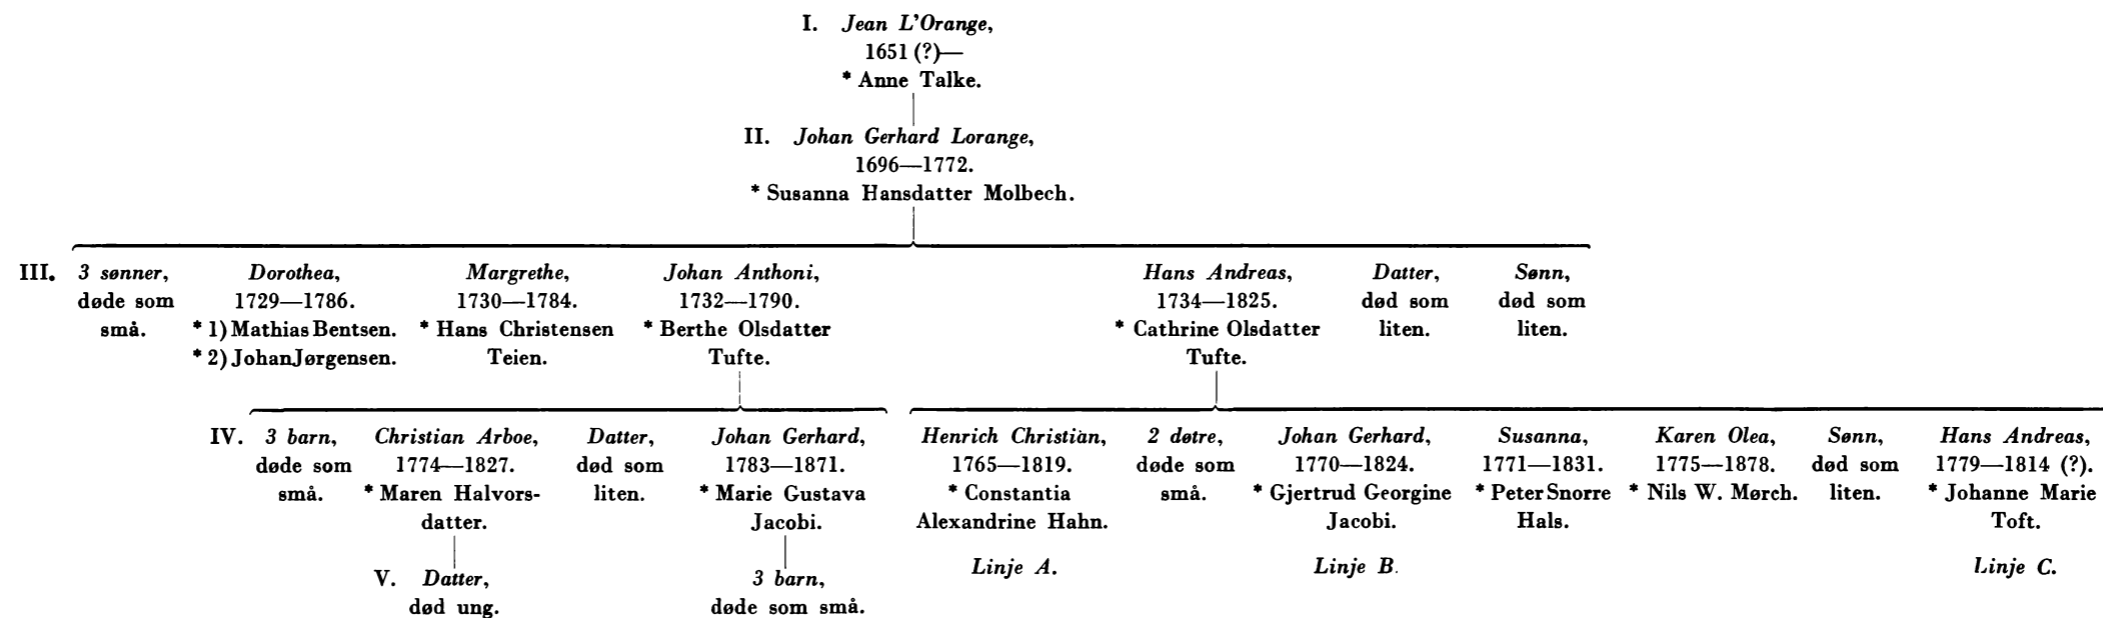 I. Jean L'Orange,
1651 (?)—
* Anne Talke.
II. Johan Gerhard Lorange,
1696—1772.
* Susanna Hansdatter Molbech.
III. 3 sønner,
døde som
små.
Dorothea,
1729—1786.
* 1) Mathias Bentsen.
* 2) Johan Jørgensen.
Margrethe,
1730—1784.
* Hans Christensen
Teien.
Johan Anthoni,
1732—1790.
* Berthe Olsdatter
Tufte.
Hans Andreas,
1734—1825.
* Cathrine Olsdatter
Tufte.
Datter,
død som
liten.
Sønn,
død som
liten.
IV. 3 barn,
døde som
små.
Christian Arboe,
1774—1827.
* Maren Halvors-
datter.
Datter,
død som
liten.
Johan Gerhard,
1783—1871.
* Marie Gustava
Jacobi.
Henrich Christian,
1765—1819.
* Constantia
Alexandrine Hahn.
Linje A.
2 døtre,
døde som
små.
Johan Gerhard,
1770—1824.
* Gjertrud Georgine
Jacobi.
Linje B.
Susanna,
1771—1831.
* Peter Snorre
Hals.
Karen Olea,
1775—1878.
* Nils W. Mørch.
Sønn,
død som
liten.
Hans Andreas,
1779—1814 (?).
* Johanne Marie
Toft.
Linje C.
V. Datter,
død ung.
3 barn,
døde som små.